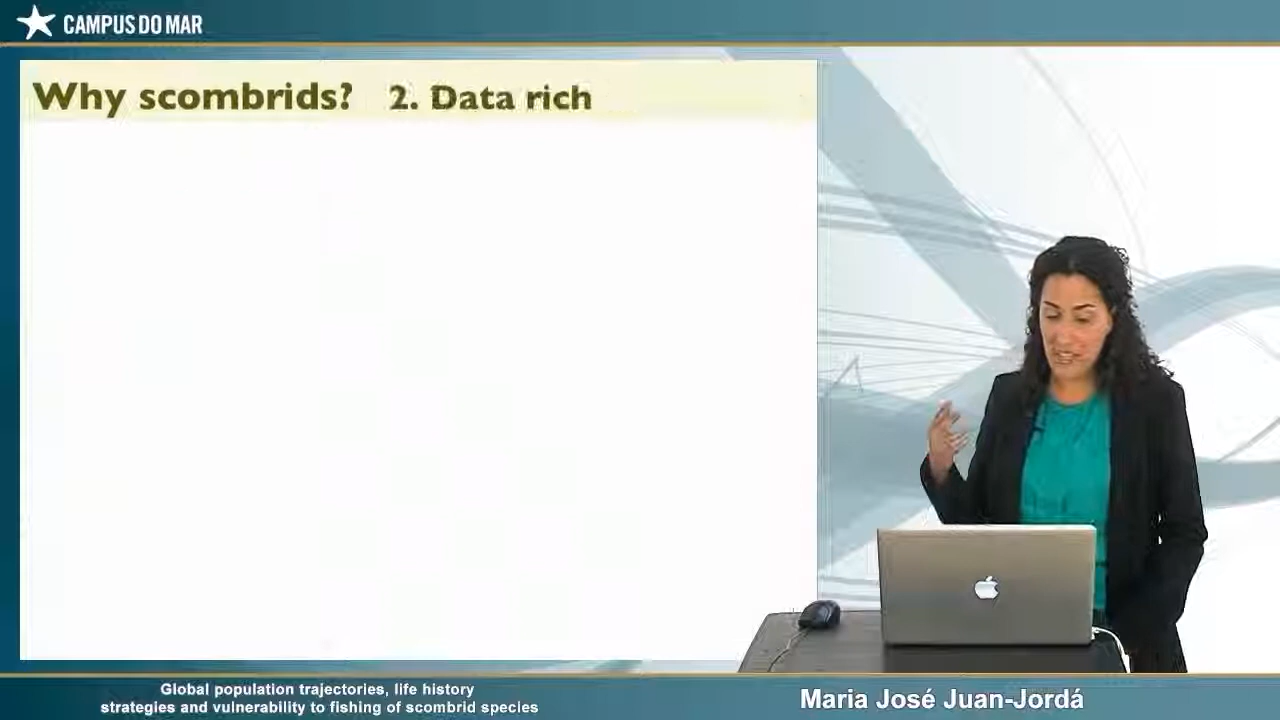 CAMPUS DO MAR
Why scombrids? 2. Data rich
Global population trajectories, life history
strategies and vulnerability to fishing of scombrid species
Maria José Juan-Jordá